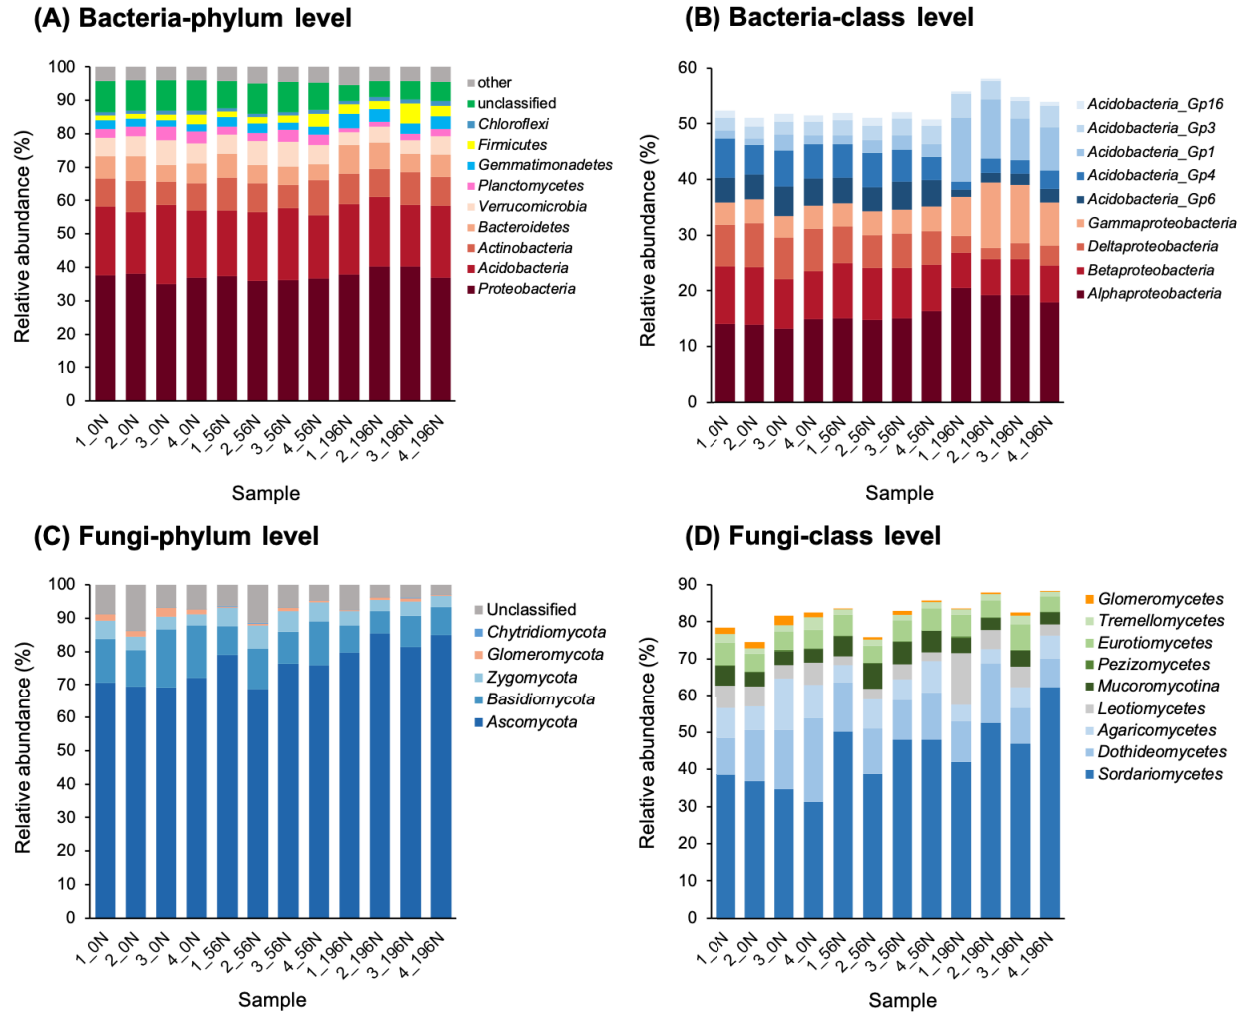 (A) Bacteria-phylum level
Relative abundance (%)
100
90
80
70
60
50
40
30
20
10
0
1_0N
2_0N
3_0N
4_0N
1_56N
2_56N
3_56N
4_56N
1_196N
2_196N
3_196N
4_196N
Sample
other
unclassified
Chloroflexi
Firmicutes
Gemmatimonadetes
Planctomycetes
Verrucomicrobia
Bacteroidetes
Actinobacteria
Acidobacteria
Proteobacteria
(B) Bacteria-class level
Relative abundance (%)
60
50
40
30
20
10
0
1_0N
2_0N
3_0N
4_0N
1_56N
2_56N
3_56N
4_56N
1_196N
2_196N
3_196N
4_196N
Sample
Acidobacteria_Gp16
Acidobacteria_Gp3
Acidobacteria_Gp1
Acidobacteria_Gp4
Acidobacteria_Gp6
Gammaproteobacteria
Deltaproteobacteria
Betaproteobacteria
Alphaproteobacteria
(C) Fungi-phylum level
Relative abundance (%)
100
90
80
70
60
50
40
30
20
10
0
1_0N
2_0N
3_0N
4_0N
1_56N
2_56N
3_56N
4_56N
1_196N
2_196N
3_196N
4_196N
Sample
Unclassified
Chytridiomycota
Glomeromycota
Zygomycota
Basidiomycota
Ascomycota
(D) Fungi-class level
Relative abundance (%)
90
80
70
60
50
40
30
20
10
0
1_0N
2_0N
3_0N
4_0N
1_56N
2_56N
3_56N
4_56N
1_196N
2_196N
3_196N
4_196N
Sample
Glomeromycetes
Tremellomycetes
Eurotiomycetes
Pezizomycetes
Mucoromycotina
Leotiomycetes
Agaricomycetes
Dothideomycetes
Sordariomycetes